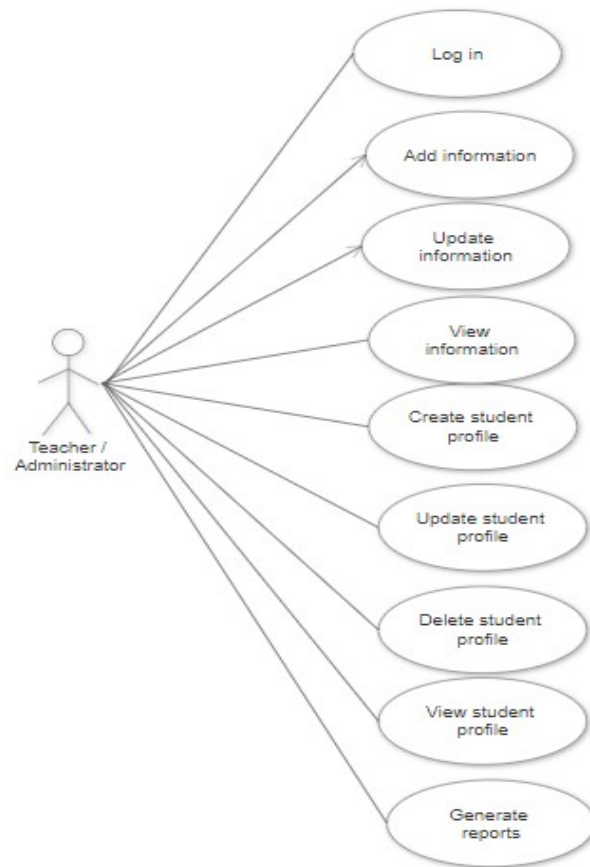 Log in
Add information
Update
information
View
information
Create student
profile
Teacher /
Administrator
Update student
profile
Delete student
profile
View student
profile
Generate
reports